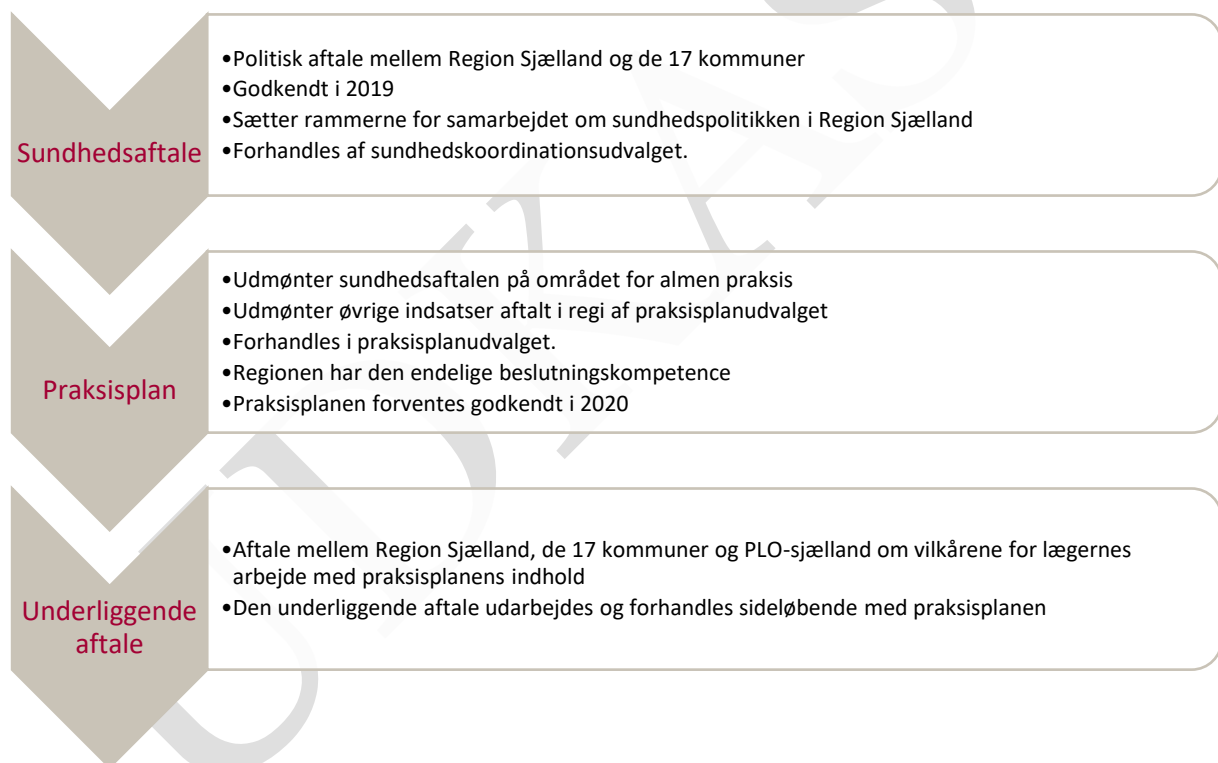 Sundhedsaftale
•Politisk aftale mellem Region Sjælland og de 17 kommuner
•Godkendt i 2019
•Sætter rammerne for samarbejdet om sundhedspolitikken i Region Sjælland
•Forhandles af sundhedskoordinationsudvalget.
Praksisplan
•Udmønter sundhedsaftalen på området for almen praksis
•Udmønter øvrige indsatser aftalt i regi af praksisplanudvalget
•Forhandles i praksisplanudvalget.
•Regionen har den endelige beslutningskompetence
•Praksisplanen forventes godkendt i 2020
Underliggende
aftale
•Aftale mellem Region Sjælland, de 17 kommuner og PLO-sjælland om vilkårene for lægernes
arbejde med praksisplanens indhold
•Den underliggende aftale udarbejdes og forhandles sideløbende med praksisplanen
UDKAS